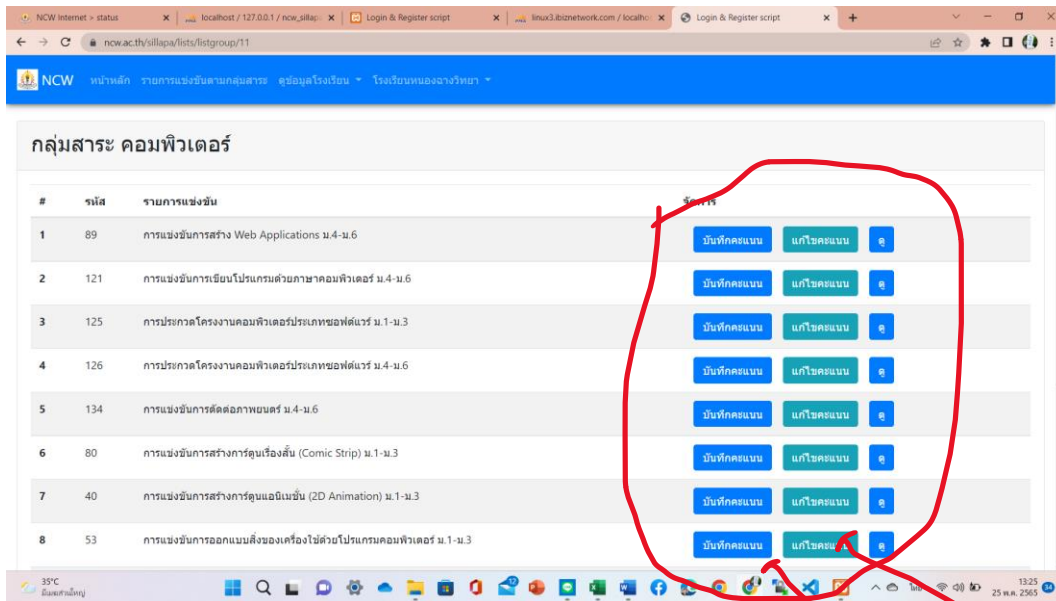 NCW Internet > status
localhost / 127.0.0.1 / ncw_sillap
Login & Register script
linux3.ibiznetwork.com / localho
Login & Register script
ncw.ac.th/sillapa/lists/listgroup/11
NCW หน้าหลัก รายการแข่งขันตามกลุ่มสาระ ดูข้อมูลโรงเรียน โรงเรียนหนองฉางวิทยา
กลุ่มสาระ คอมพิวเตอร์
# รหัส รายการแข่งขัน จัดการ
1 89 การแข่งขันการสร้าง Web Applications ม.4-ม.6 บันทึกคะแนน แก้ไขคะแนน ดู
2 121 การแข่งขันการเขียนโปรแกรมด้วยภาษาคอมพิวเตอร์ ม.4-ม.6 บันทึกคะแนน แก้ไขคะแนน ดู
3 125 การประกวดโครงงานคอมพิวเตอร์ประเภทซอฟต์แวร์ ม.1-ม.3 บันทึกคะแนน แก้ไขคะแนน ดู
4 126 การประกวดโครงงานคอมพิวเตอร์ประเภทซอฟต์แวร์ ม.4-ม.6 บันทึกคะแนน แก้ไขคะแนน ดู
5 134 การแข่งขันการตัดต่อภาพยนตร์ ม.4-ม.6 บันทึกคะแนน แก้ไขคะแนน ดู
6 80 การแข่งขันการสร้างการ์ตูนเรื่องสั้น (Comic Strip) ม.1-ม.3 บันทึกคะแนน แก้ไขคะแนน ดู
7 40 การแข่งขันการสร้างการ์ตูนแอนิเมชั่น (2D Animation) ม.1-ม.3 บันทึกคะแนน แก้ไขคะแนน ดู
8 53 การแข่งขันการออกแบบสิ่งของเครื่องใช้ด้วยโปรแกรมคอมพิวเตอร์ ม.1-ม.3 บันทึกคะแนน แก้ไขคะแนน ดู
35°C
มีเมฆส่วนใหญ่
ไทย
13:25
25 พ.ค. 2565